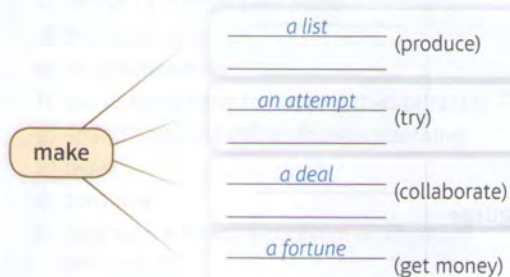 a list
(produce)
an attempt
(try)
make
a deal
(collaborate)
a fortune
(get money)